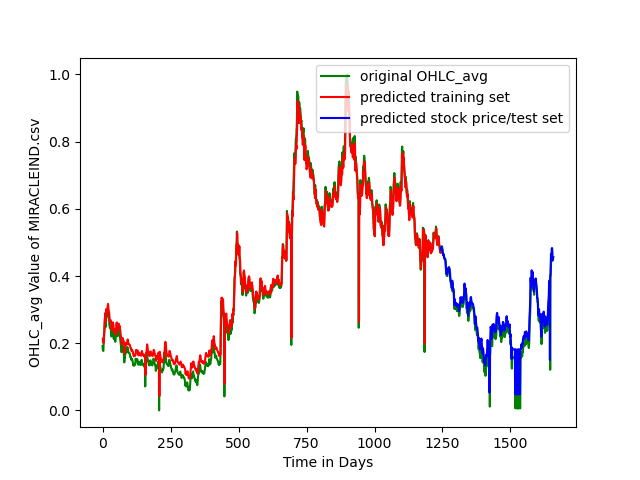 original OHLC_avg
predicted training set
predicted stock price/test set
OHLC_avg Value of MIRACLEIND.csv
1.0
0.8
0.6
0.4
0.2
0.0
0 250 500 750 1000 1250 1500
Time in Days